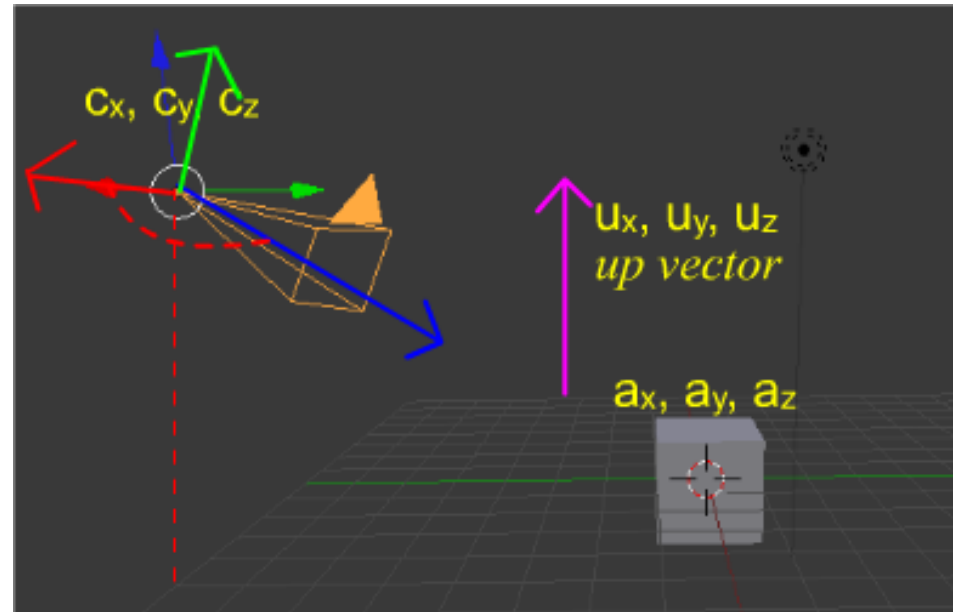 cx, cy, cz
ux, uy, uz
up vector
ax, ay, az